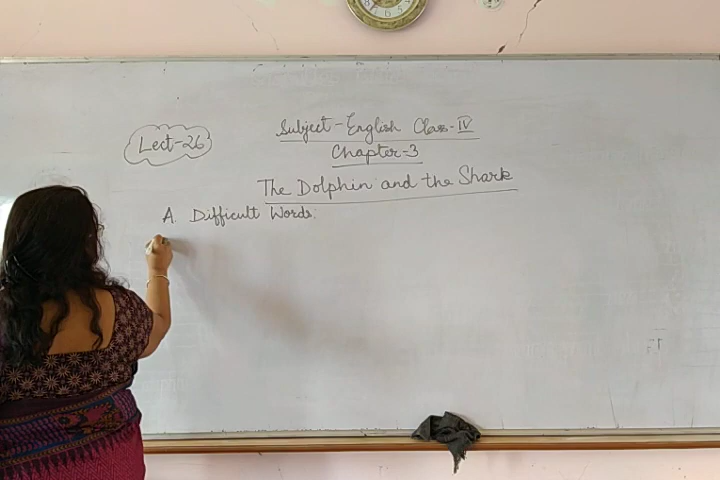 Lect-26
Subject-English Class-IV
Chapter-3
The Dolphin and the Shark
A. Difficult Words: